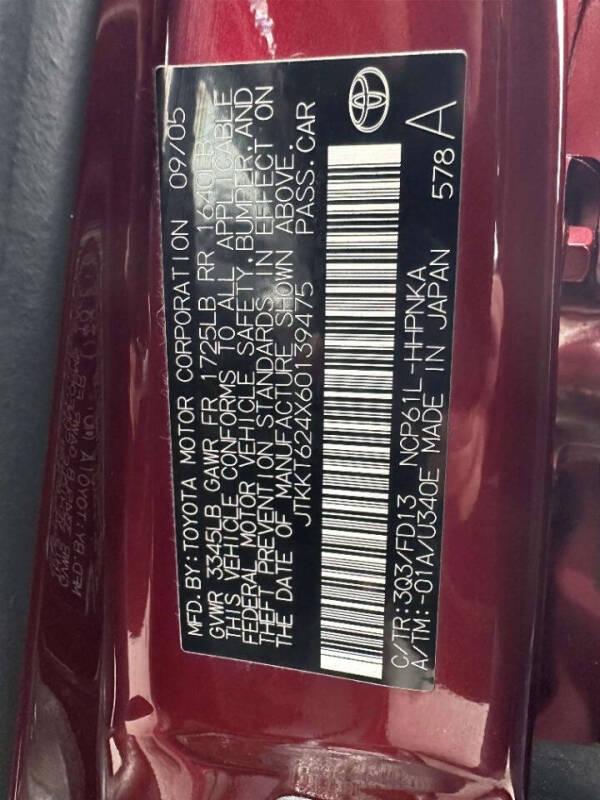 MFD.BY:TOYOTA MOTOR CORPORATION 09/05
GVWR 3345LB GAWR FR 1725LB RR 1640LB
THIS VEHICLE CONFORMS TO ALL APPLICABLE
FEDERAL MOTOR VEHICLE SAFETY,BUMPER,AND
THEFT PREVENTION STANDARDS IN EFFECT ON
THE DATE OF MANUFACTURE SHOWN ABOVE.
JTKKT624X60139475 PASS.CAR
C/TR:3Q3/FD13 NCP61L-HHPNKA 578A
A/TM:-01A/U340E MADE IN JAPAN